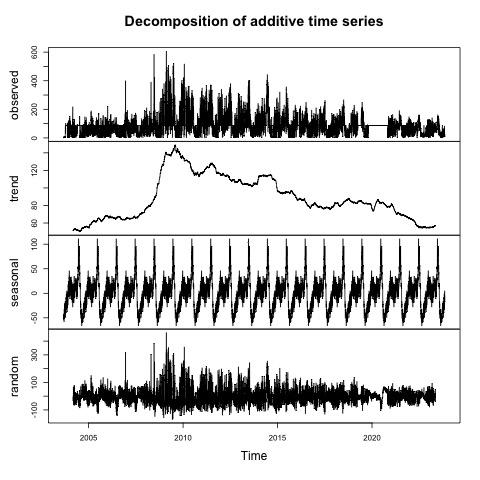 Decomposition of additive time series
observed
0 200 400 600
trend
60 80 120
seasonal
-50 0 50 100
random
-100 100 300
2005 2010 2015 2020
Time